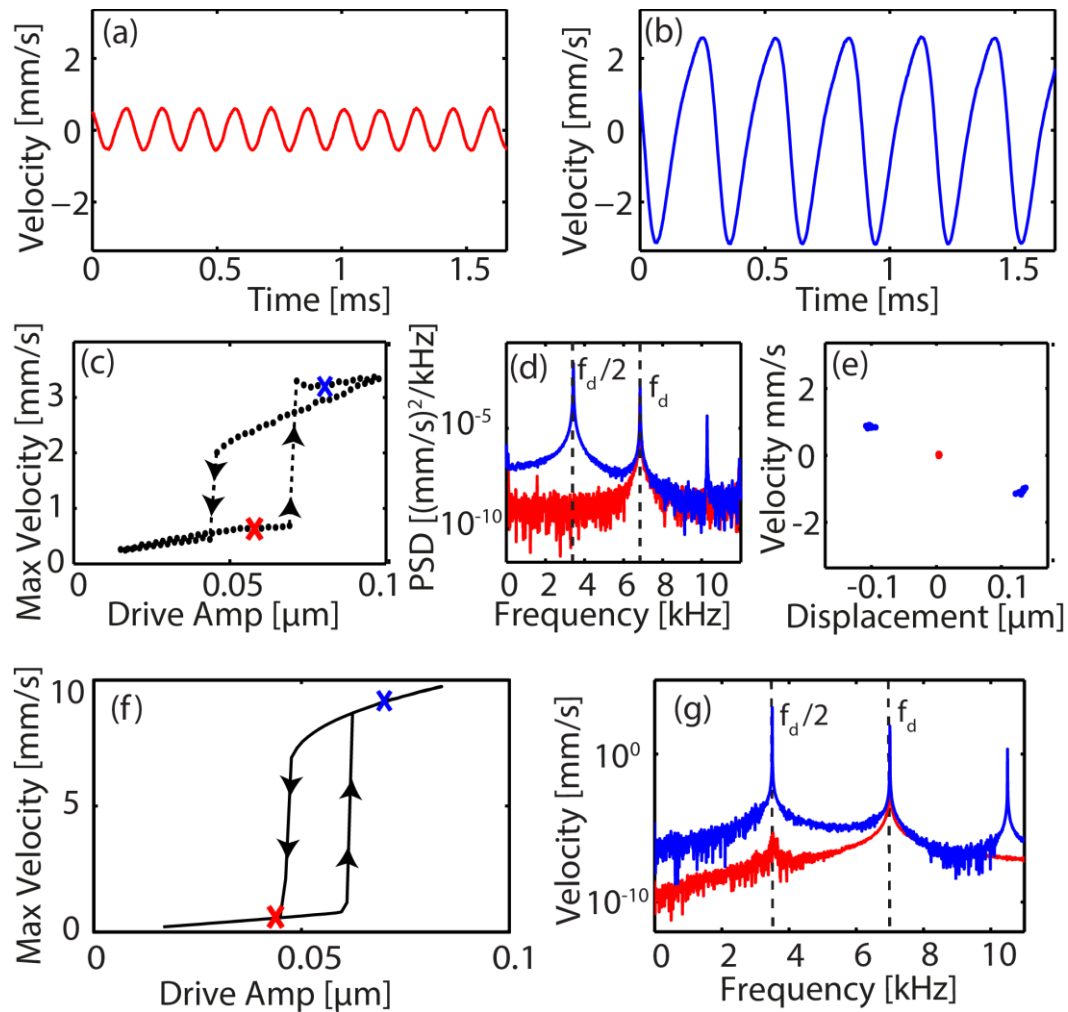 (a)
Velocity [mm/s]
2
0
−2
0
0.5
1
1.5
Time [ms]
(b)
Velocity [mm/s]
2
0
−2
0
0.5
1
1.5
Time [ms]
(c)
Max Velocity [mm/s]
3
2
1
0
0
0.05
0.1
Drive Amp [µm]
(d)
PSD [(mm/s)²/kHz]
f_d/2
f_d
10⁻⁵
10⁻¹⁰
0 2 4 6 8 10
Frequency [kHz]
(e)
Velocity mm/s
2
0
-2
-0.1
0
0.1
Displacement [µm]
(f)
Max Velocity [mm/s]
10
5
0
0
0.05
0.1
Drive Amp [µm]
(g)
Velocity [mm/s]
f_d/2
f_d
10⁰
10⁻¹⁰
0 2 4 6 8 10
Frequency [kHz]